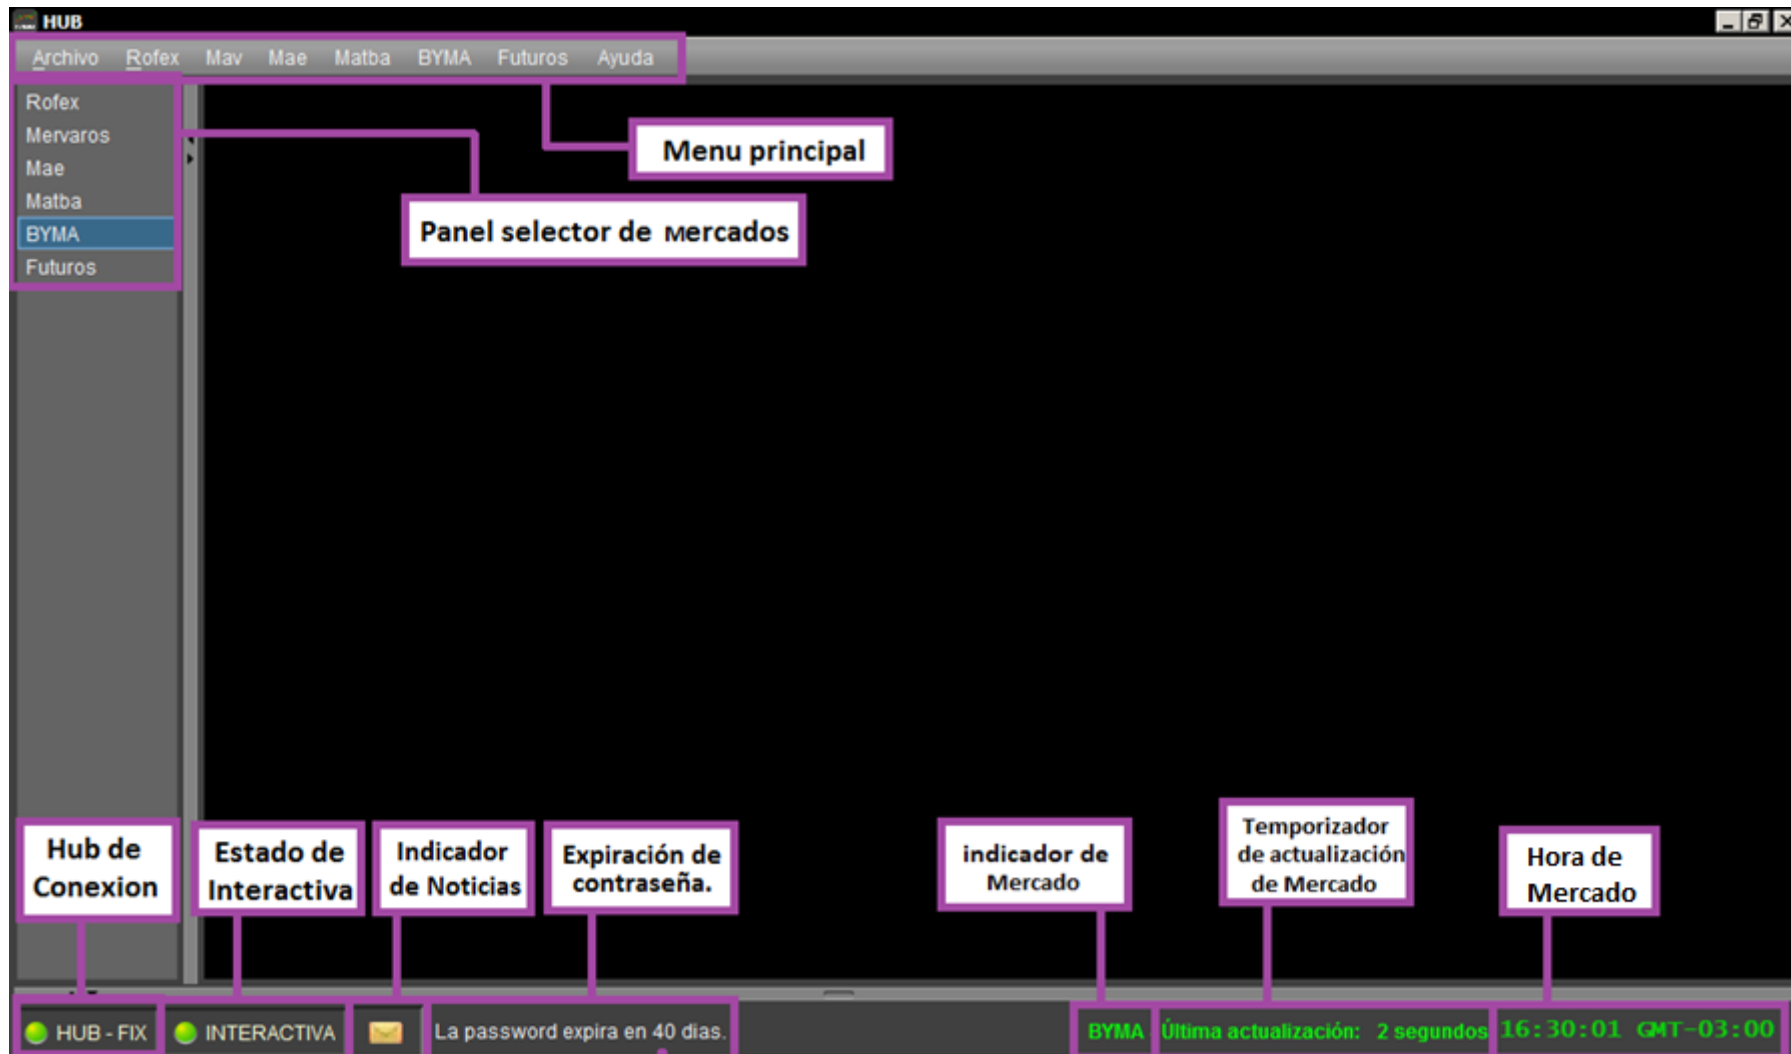 HUB
Archivo Rofex Mav Mae Matba BYMA Futuros Ayuda
Rofex
Mervaros
Mae
Matba
BYMA
Futuros
Menu principal
Panel selector de Mercados
Hub de
Conexion
Estado de
Interactiva
Indicador
de Noticias
Expiración de
contraseña.
indicador de
Mercado
Temporizador
de actualización
de Mercado
Hora de
Mercado
HUB - FIX
INTERACTIVA
La password expira en 40 dias.
BYMA
Última actualización: 2 segundos
16:30:01 GMT-03:00